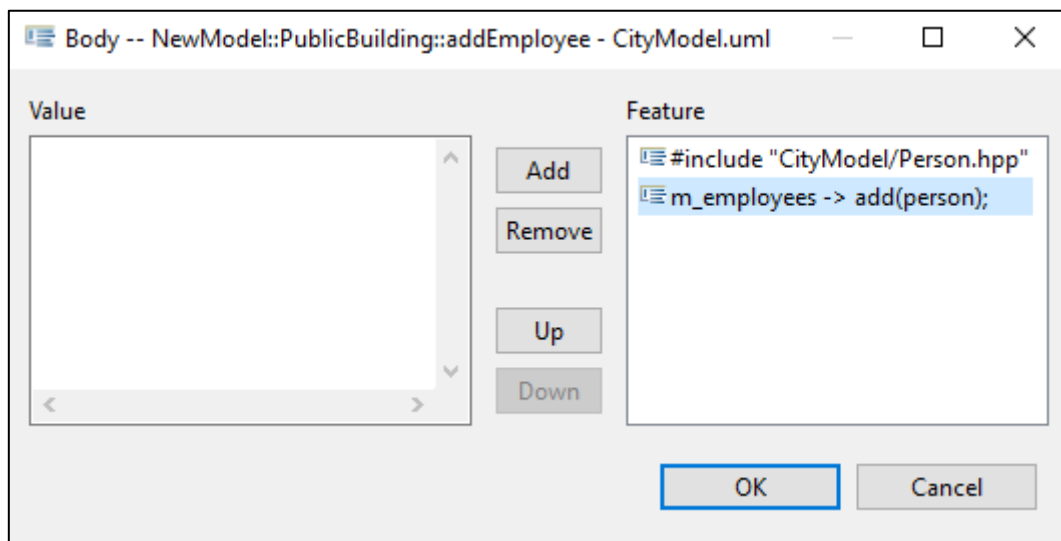 Body -- NewModel::PublicBuilding::addEmployee - CityModel.uml
Value
Add
Remove
Up
Down
Feature
#include "CityModel/Person.hpp"
m_employees -> add(person);
OK
Cancel